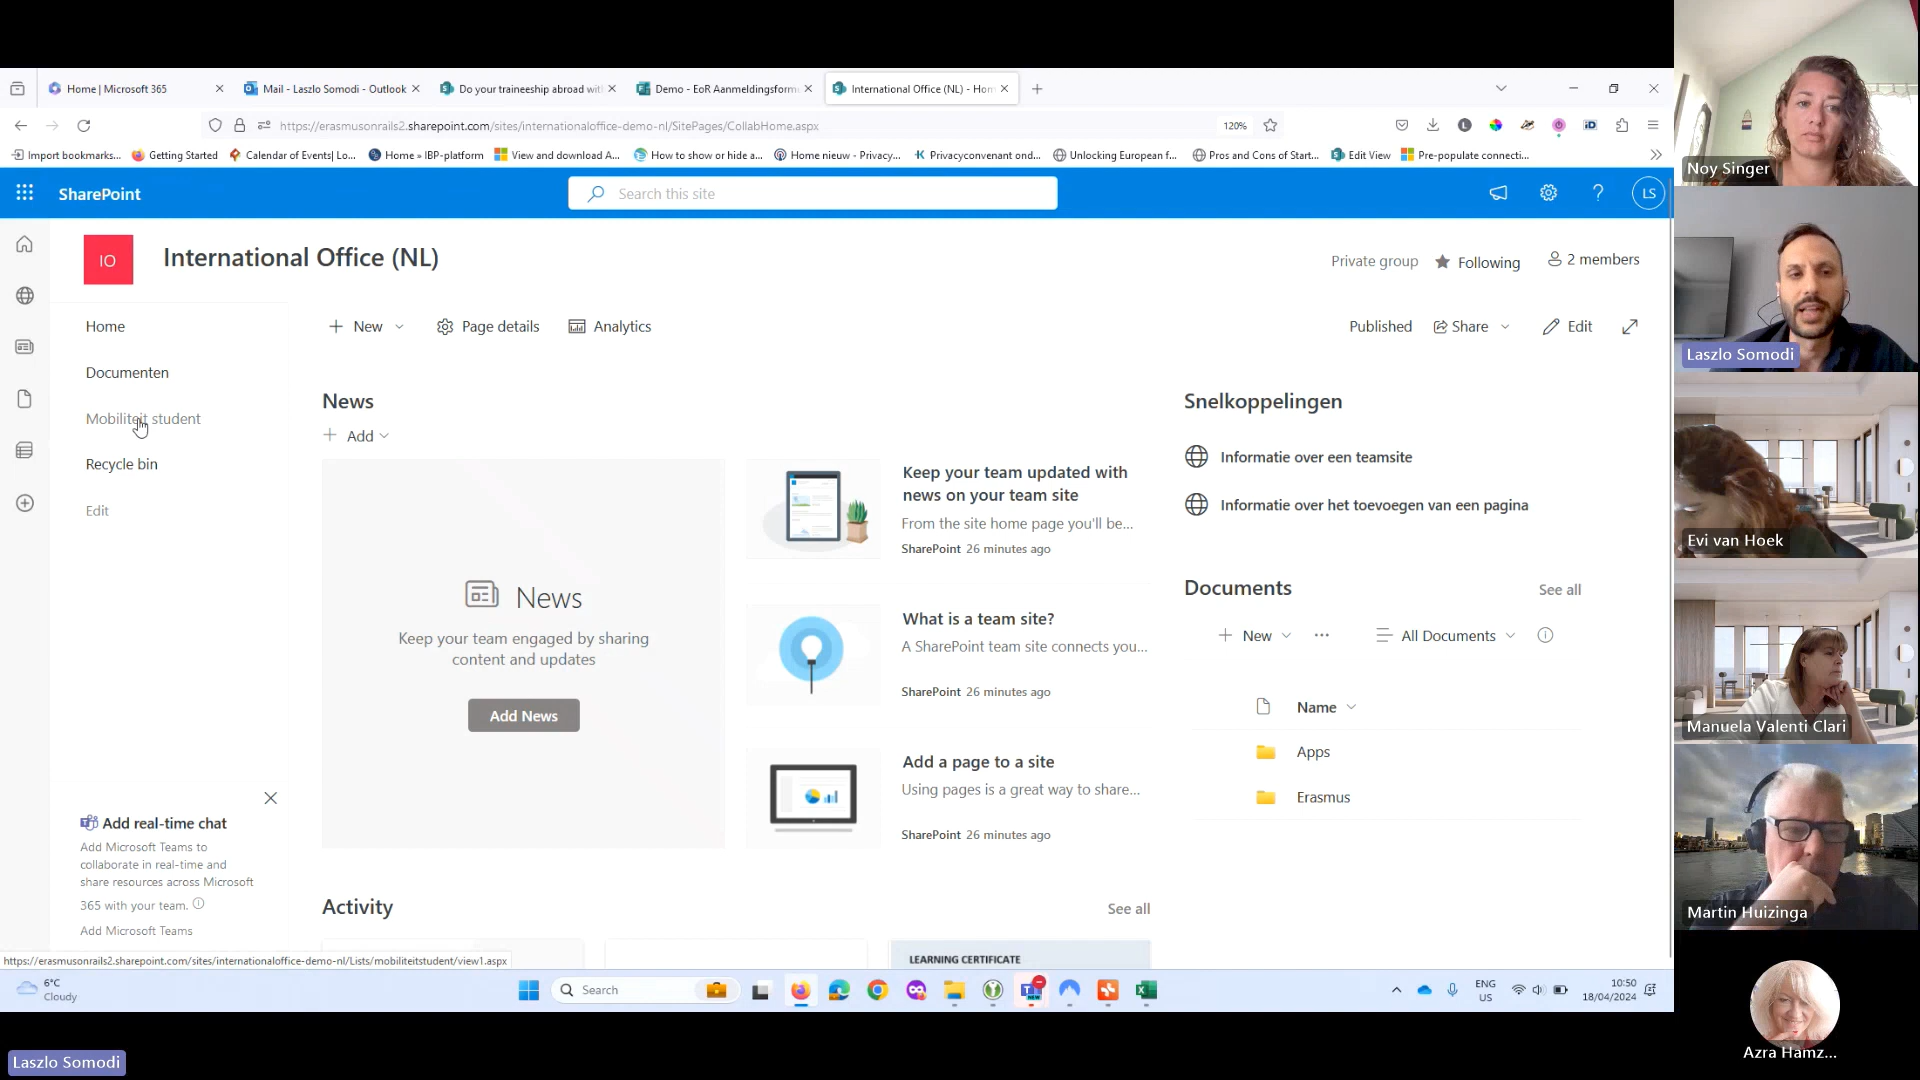 Home | Microsoft 365
Mail - Laszlo Somodi - Outlook
Do your traineeship abroad wit
Demo - EoR Aanmeldingsform
International Office (NL) - Hom
https://erasmusonrails2.sharepoint.com/sites/internationaloffice-demo-nl/SitePages/CollabHome.aspx
120%
Import bookmarks...
Getting Started
Calendar of Events| Lo...
Home » IBP-platform
View and download A...
How to show or hide a...
Home nieuw - Privacy...
Privacyconvenant ond...
Unlocking European f...
Pros and Cons of Start...
Edit View
Pre-populate connecti...
SharePoint
Search this site
LS
IO
International Office (NL)
Private group
Following
2 members
Home
Documenten
Mobiliteit student
Recycle bin
Edit
New
Page details
Analytics
Published
Share
Edit
News
Add
News
Keep your team engaged by sharing
content and updates
Add News
Keep your team updated with
news on your team site
From the site home page you'll be...
SharePoint 26 minutes ago
What is a team site?
A SharePoint team site connects you...
SharePoint 26 minutes ago
Add a page to a site
Using pages is a great way to share...
SharePoint 26 minutes ago
Snelkoppelingen
Informatie over een teamsite
Informatie over het toevoegen van een pagina
Documents
See all
New
All Documents
Name
Apps
Erasmus
Add real-time chat
Add Microsoft Teams to
collaborate in real-time and
share resources across Microsoft
365 with your team.
Add Microsoft Teams
Activity
See all
LEARNING CERTIFICATE
https://erasmusonrails2.sharepoint.com/sites/internationaloffice-demo-nl/Lists/mobiliteitstudent/view1.aspx
6°C
Cloudy
Search
ENG
US
10:50
18/04/2024
Noy Singer
Laszlo Somodi
Evi van Hoek
Manuela Valenti Clari
Martin Huizinga
Azra Hamz...
Laszlo Somodi